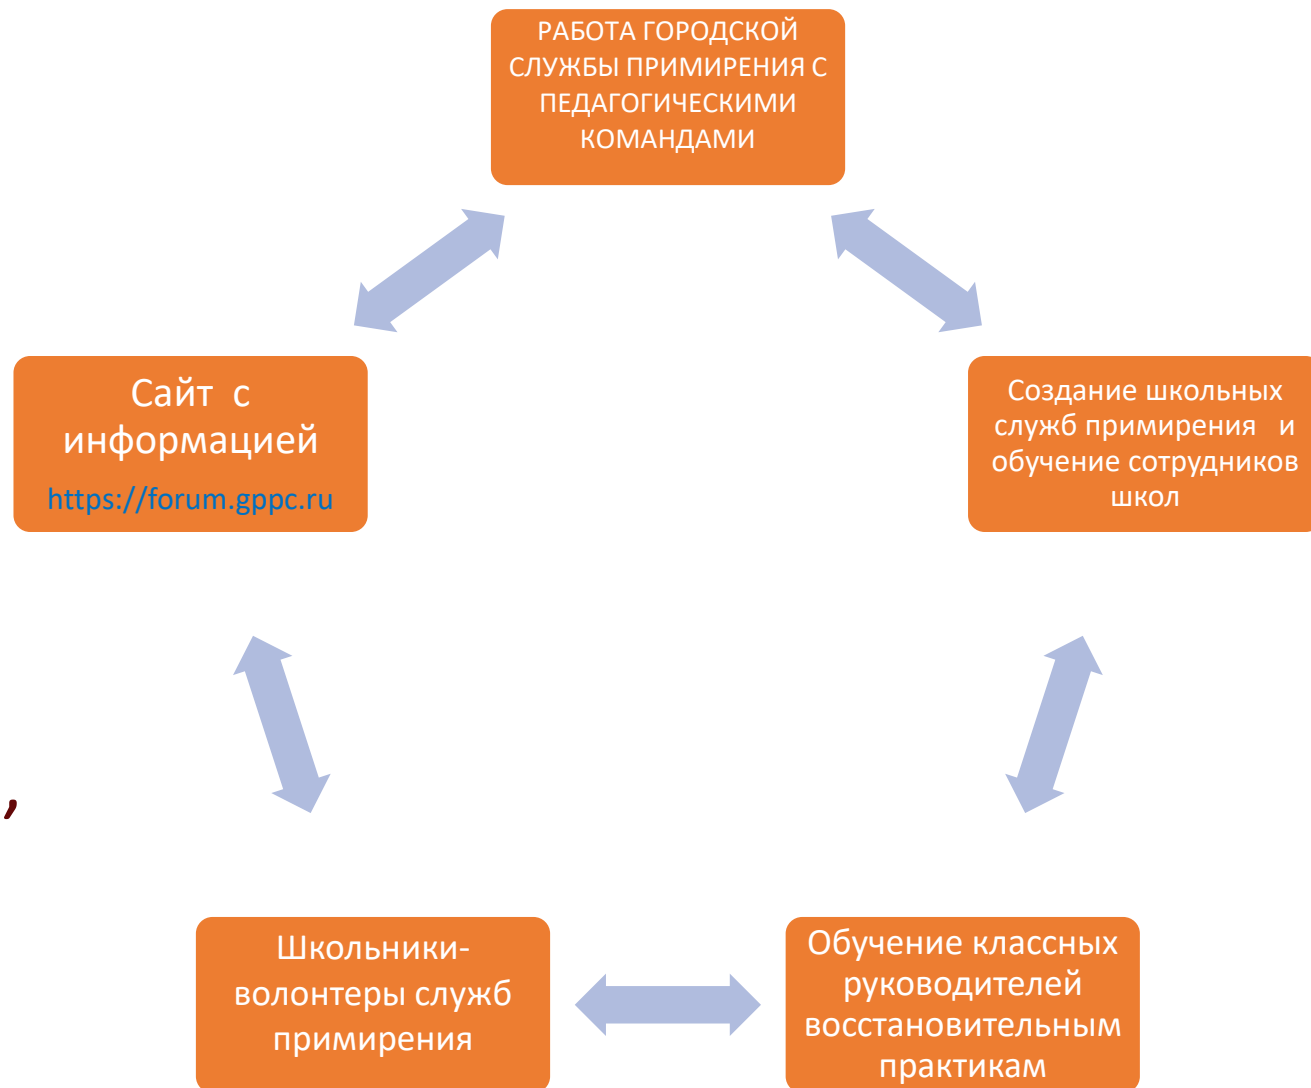 РАБОТА ГОРОДСКОЙ
СЛУЖБЫ ПРИМИРЕНИЯ С
ПЕДАГОГИЧЕСКИМИ
КОМАНДАМИ
Сайт с
информацией
https://forum.gppc.ru
Создание школьных
служб примирения и
обучение сотрудников
школ
,
Школьники-
волонтеры служб
примирения
Обучение классных
руководителей
восстановительным
практикам